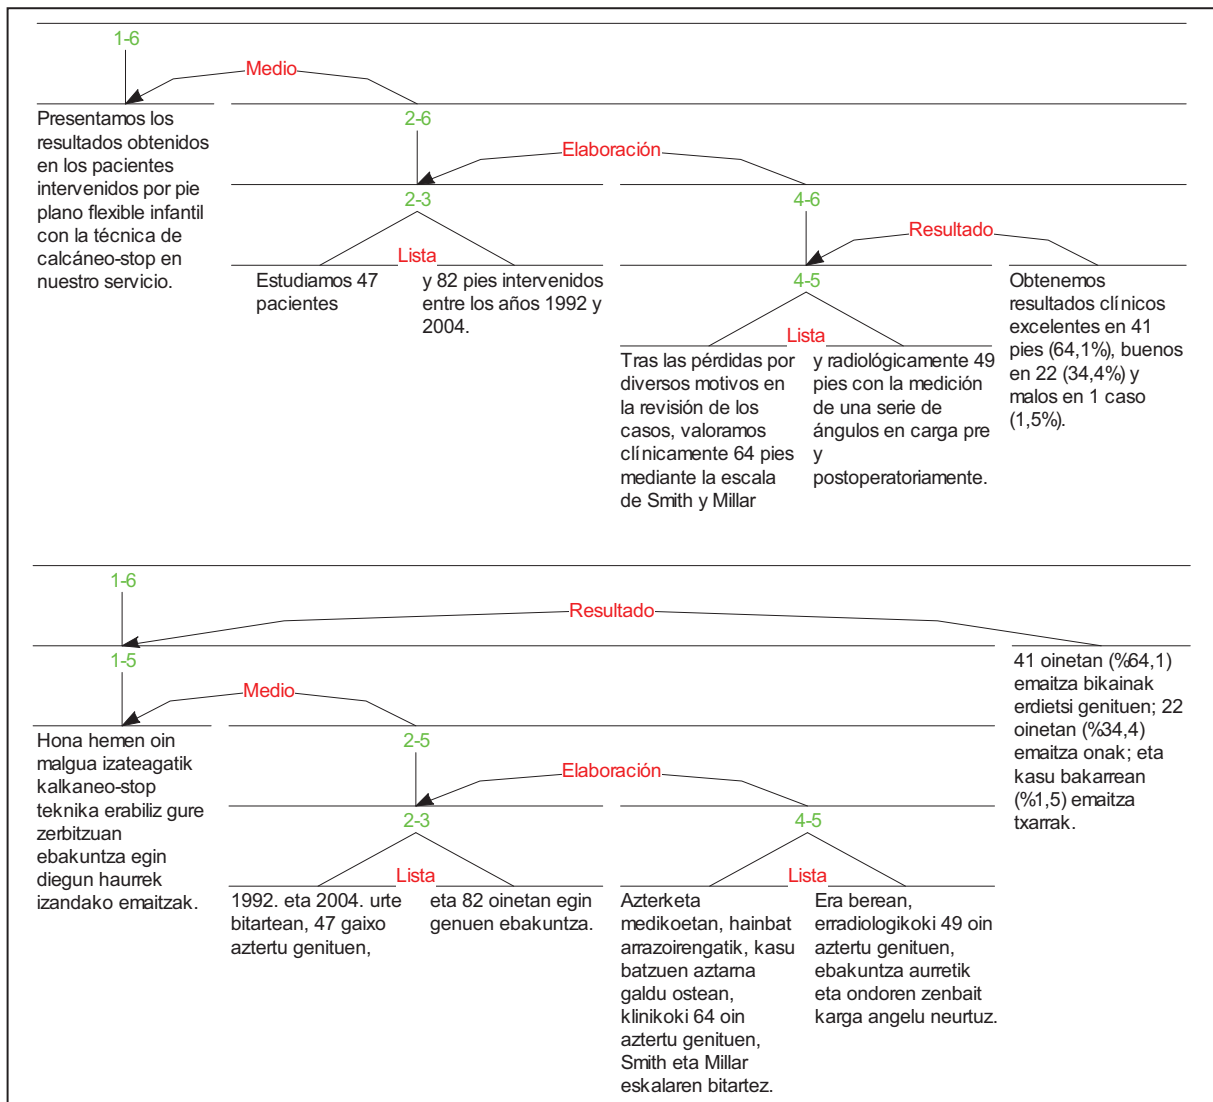 1-6
Medio
Presentamos los
resultados obtenidos
en los pacientes
intervenidos por pie
plano flexible infantil
con la técnica de
calcáneo-stop en
nuestro servicio.
2-6
Elaboración
2-3
Lista
Estudiamos 47
pacientes
y 82 pies intervenidos
entre los años 1992 y
2004.
4-6
Resultado
4-5
Lista
Tras las pérdidas por
diversos motivos en
la revisión de los
casos, valoramos
clínicamente 64 pies
mediante la escala
de Smith y Millar
y radiológicamente 49
pies con la medición
de una serie de
ángulos en carga pre
y
postoperatoriamente.
Obtenemos
resultados clínicos
excelentes en 41
pies (64,1%), buenos
en 22 (34,4%) y
malos en 1 caso
(1,5%).
1-6
Resultado
1-5
Medio
Hona hemen oin
malgua izateagatik
kalkaneo-stop
teknika erabiliz gure
zerbitzuan
ebakuntza egin
diegun haurrek
izandako emaitzak.
2-5
Elaboración
2-3
Lista
1992. eta 2004. urte
bitartean, 47 gaixo
aztertu genituen,
eta 82 oinetan egin
genuen ebakuntza.
4-5
Lista
Azterketa
medikoetan, hainbat
arrazoirengatik, kasu
batzuen aztarna
galdu ostean,
klinikoki 64 oin
aztertu genituen,
Smith eta Millar
eskalaren bitartez.
Era berean,
erradiologikoki 49 oin
aztertu genituen,
ebakuntza aurretik
eta ondoren zenbait
karga angelu neurtuz.
41 oinetan (%64,1)
emaitza bikainak
erdietsi genituen; 22
oinetan (%34,4)
emaitza onak; eta
kasu bakarrean
(%1,5) emaitza
txarrak.